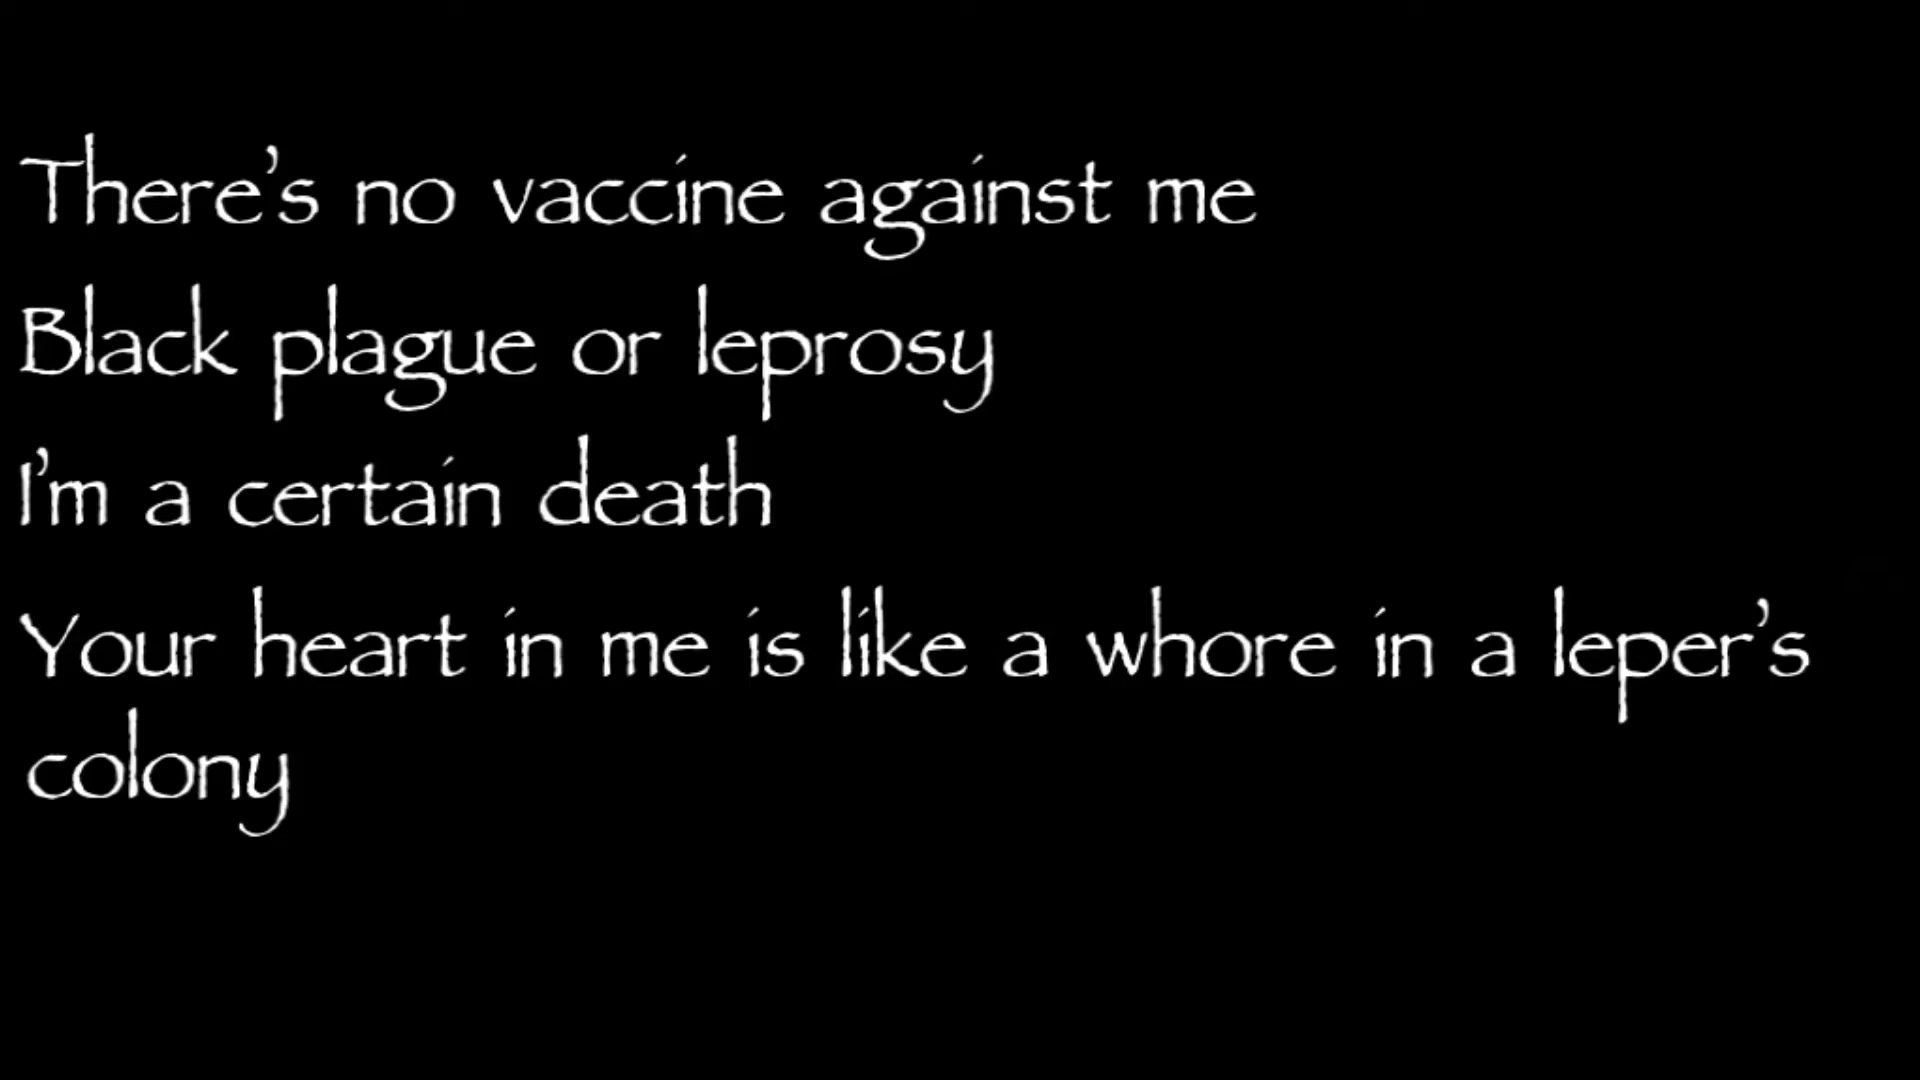 There's no vaccine against me
Black plague or leprosy
I'm a certain death
Your heart in me is like a whore in a leper's
colony